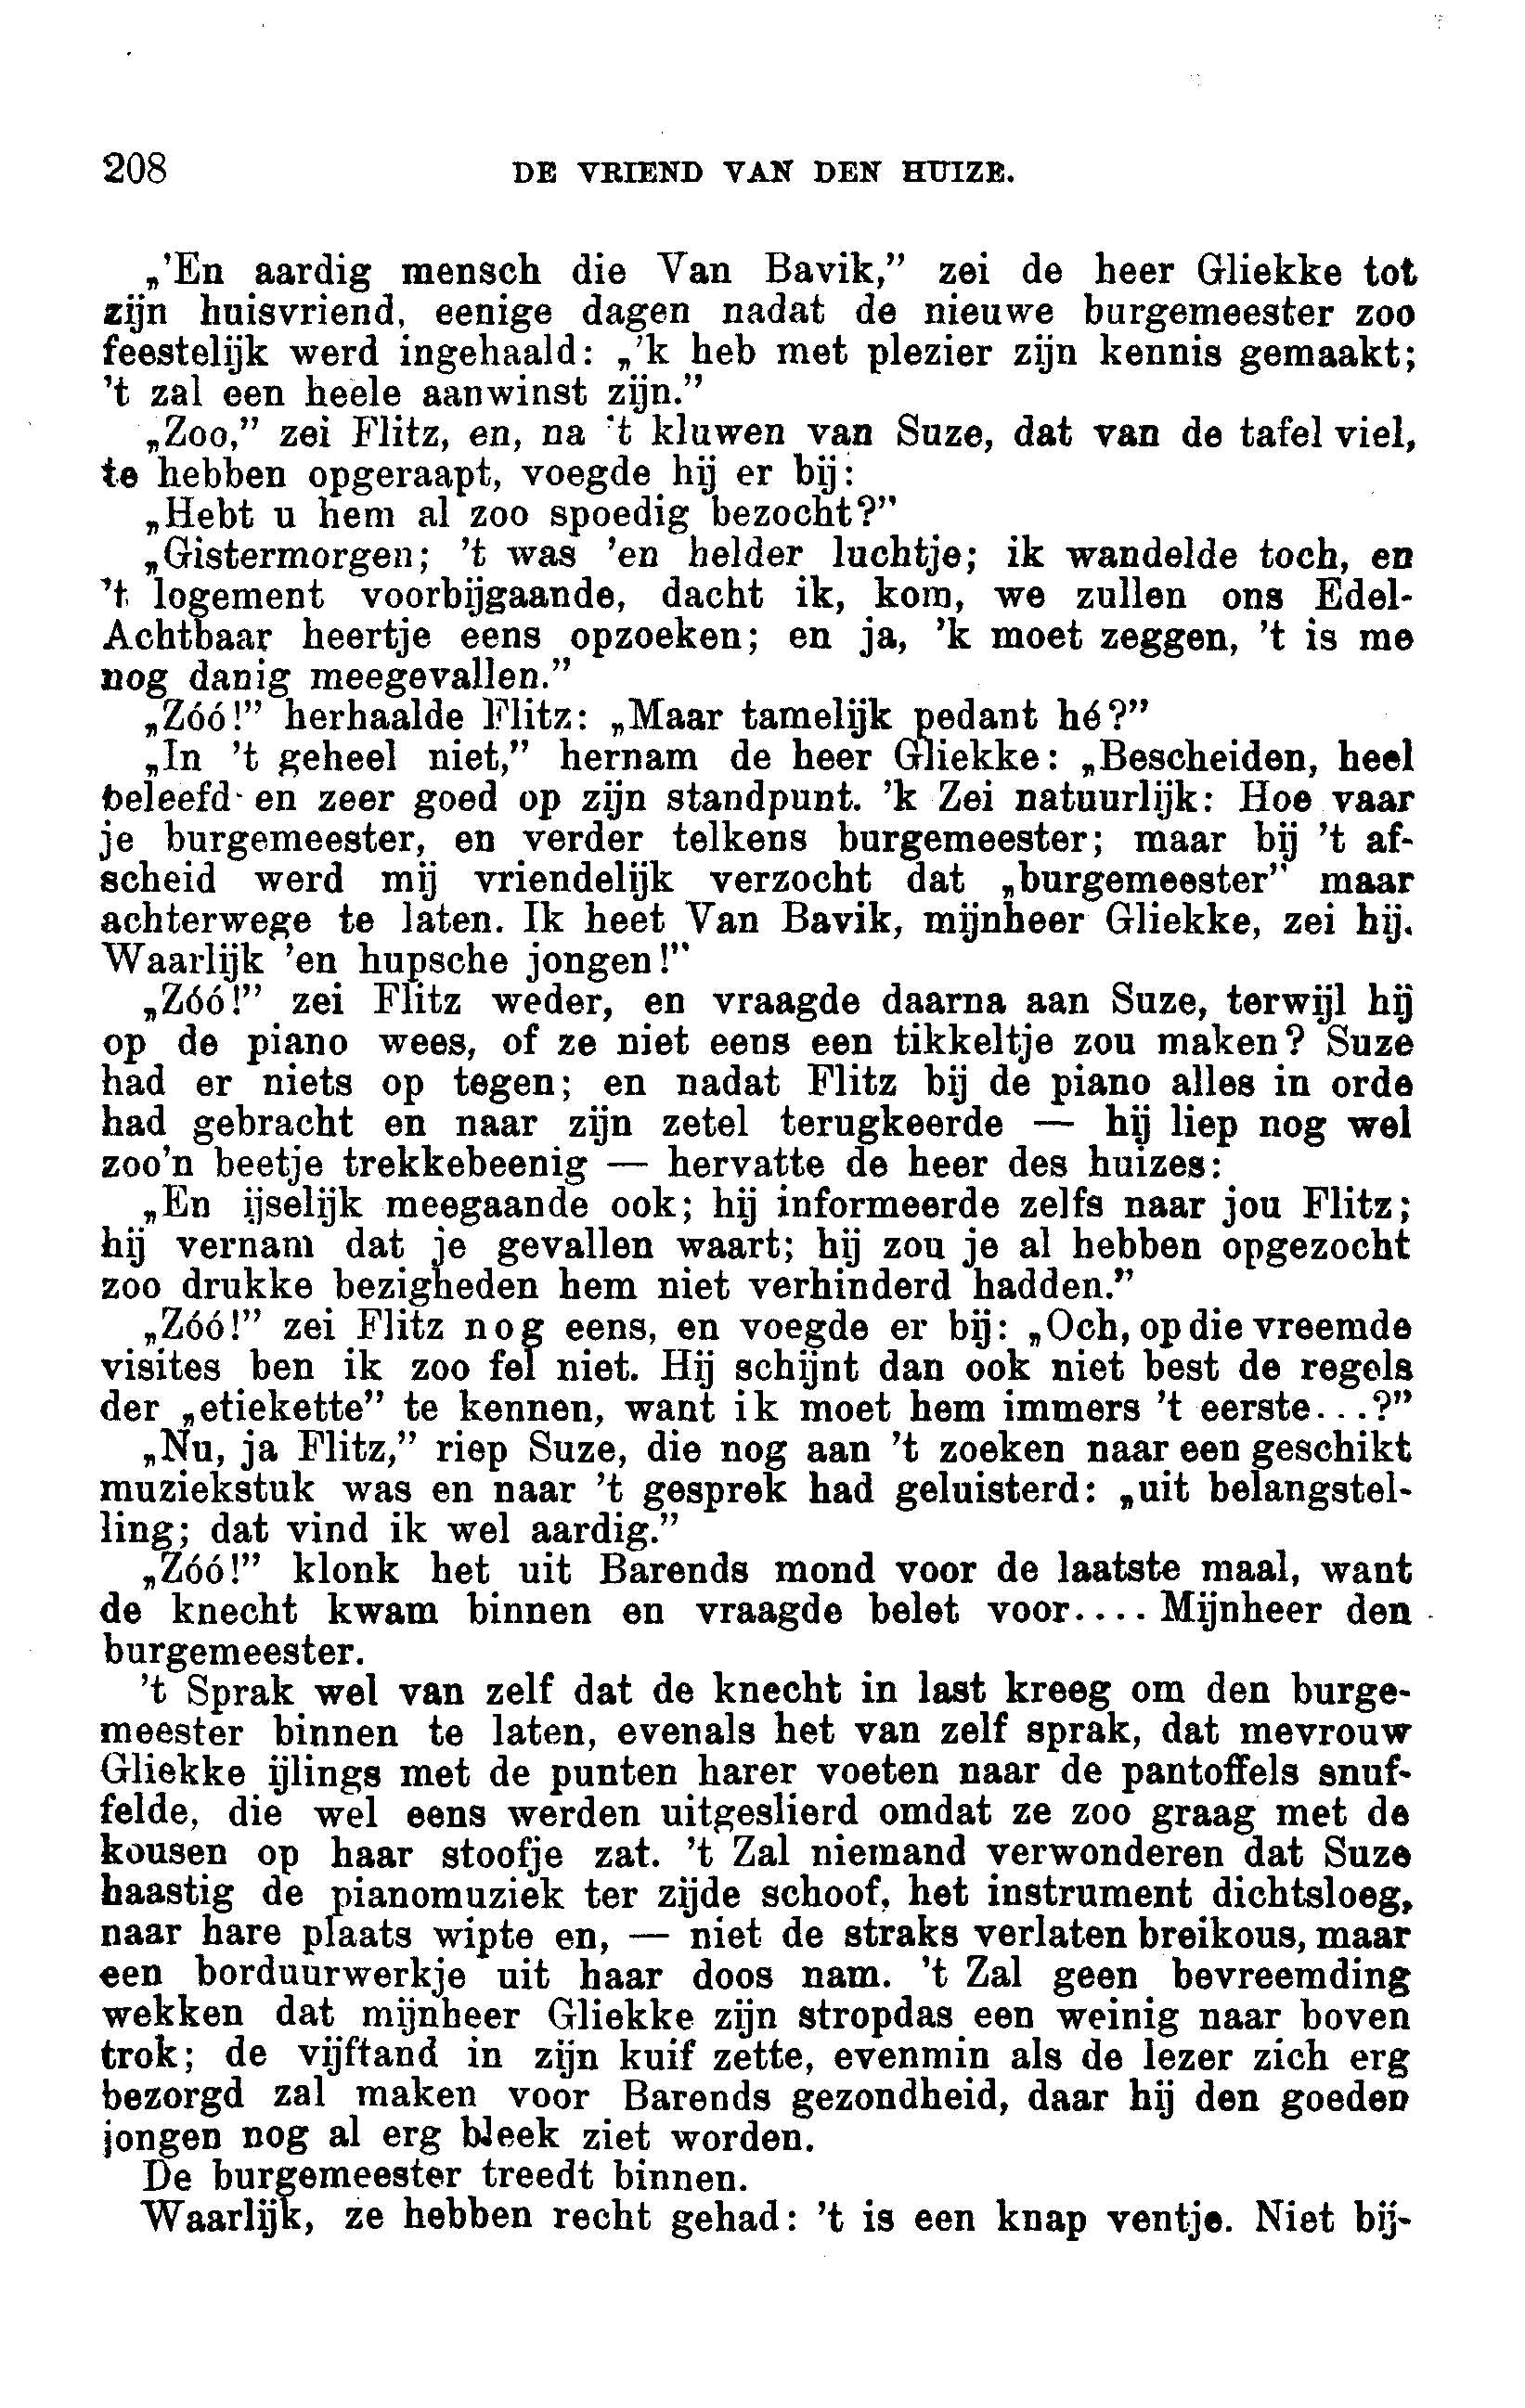 208 DE VRIEND VAN DEN HUIZE.
„’En aardig mensch die Van Bavik,” zei de heer Gliekke tot
zijn huisvriend, eenige dagen nadat de nieuwe burgemeester zoo
feestelijk werd ingehaald: „’k heb met plezier zijn kennis gemaakt;
’t zal een heele aanwinst zijn.”
„Zoo,” zei Flitz, en, na ’t kluwen van Suze, dat van de tafel viel,
te hebben opgeraapt, voegde hij er bij:
„Hebt u hem al zoo spoedig bezocht?”
„Gistermorgen; ’t was ’en helder luchtje; ik wandelde toch, en
’t logement voorbijgaande, dacht ik, kom, we zullen ons Edel-
Achtbaar heertje eens opzoeken; en ja, ’k moet zeggen, ’t is me
nog danig meegevallen.”
„Zóó!” herhaalde Flitz: „Maar tamelijk pedant hé?”
„In ’t geheel niet,” hernam de heer Gliekke: „Bescheiden, heel
beleefd en zeer goed op zijn standpunt. ’k Zei natuurlijk: Hoe vaar
je burgemeester, en verder telkens burgemeester; maar bij ’t af-
scheid werd mij vriendelijk verzocht dat „burgemeester” maar
achterwege te laten. Ik heet Van Bavik, mijnheer Gliekke, zei hij.
Waarlijk ’en hupsche jongen!”
„Zóó!” zei Flitz weder, en vraagde daarna aan Suze, terwijl hij
op de piano wees, of ze niet eens een tikkeltje zou maken? Suze
had er niets op tegen; en nadat Flitz bij de piano alles in orde
had gebracht en naar zijn zetel terugkeerde — hij liep nog wel
zoo’n beetje trekkebeenig — hervatte de heer des huizes:
„En ijselijk meegaande ook; hij informeerde zelfs naar jou Flitz;
hij vernam dat je gevallen waart; hij zou je al hebben opgezocht
zoo drukke bezigheden hem niet verhinderd hadden.”
„Zóó!” zei Flitz nog eens, en voegde er bij: „Och, op die vreemde
visites ben ik zoo fel niet. Hij schijnt dan ook niet best de regels
der „etiekette” te kennen, want ik moet hem immers ’t eerste...?”
„Nu, ja Flitz,” riep Suze, die nog aan ’t zoeken naar een geschikt
muziekstuk was en naar ’t gesprek had geluisterd: „uit belangstel-
ling; dat vind ik wel aardig.”
„Zóó!” klonk het uit Barends mond voor de laatste maal, want
de knecht kwam binnen en vraagde belet voor.... Mijnheer den
burgemeester.
’t Sprak wel van zelf dat de knecht in last kreeg om den burge-
meester binnen te laten, evenals het van zelf sprak, dat mevrouw
Gliekke ijlings met de punten harer voeten naar de pantoffels snuf-
felde, die wel eens werden uitgeslierd omdat ze zoo graag met de
kousen op haar stoofje zat. ’t Zal niemand verwonderen dat Suze
haastig de pianomuziek ter zijde schoof, het instrument dichtsloeg,
naar hare plaats wipte en, — niet de straks verlaten breikous, maar
een borduurwerkje uit haar doos nam. ’t Zal geen bevreemding
wekken dat mijnheer Gliekke zijn stropdas een weinig naar boven
trok; de vijftand in zijn kuif zette, evenmin als de lezer zich erg
bezorgd zal maken voor Barends gezondheid, daar hij den goeden
jongen nog al erg bleek ziet worden.
De burgemeester treedt binnen.
Waarlijk, ze hebben recht gehad: ’t is een knap ventje. Niet bij-